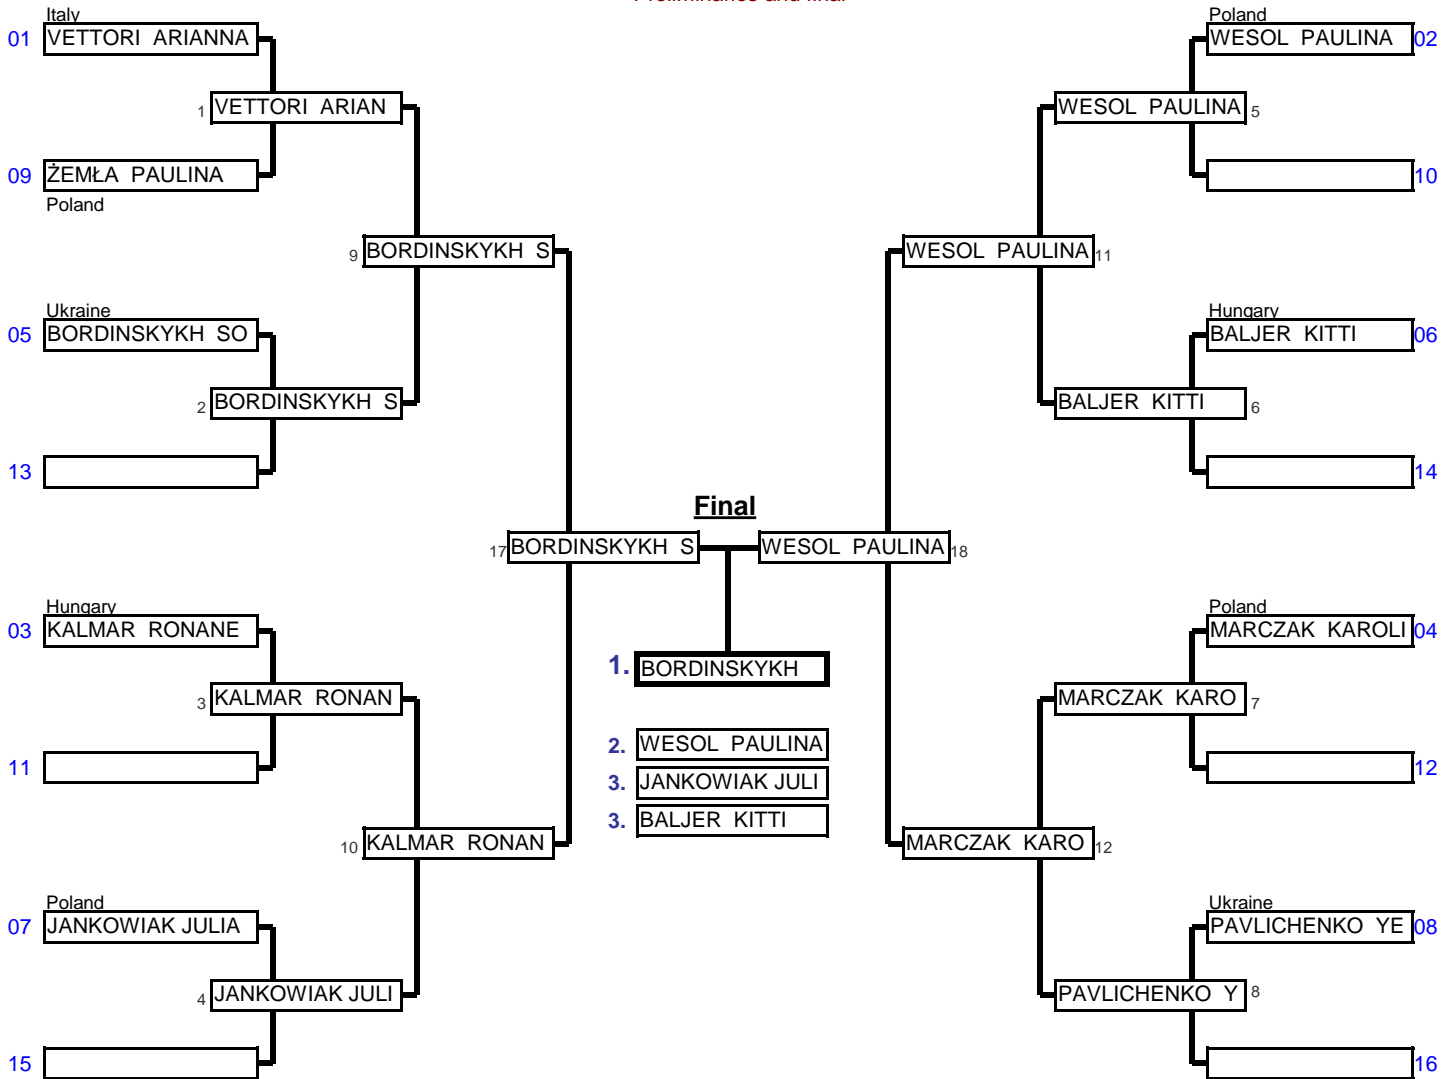 Preliminaries and final
Italy
01 VETTORI ARIANNA
1 VETTORI ARIAN
09 ŻEMŁA PAULINA
Poland
9 BORDINSKYKH S
Ukraine
05 BORDINSKYKH SO
2 BORDINSKYKH S
13
17 BORDINSKYKH S
Hungary
03 KALMAR RONANE
3 KALMAR RONAN
11
10 KALMAR RONAN
Poland
07 JANKOWIAK JULIA
4 JANKOWIAK JULI
15
Final
1. BORDINSKYKH
2. WESOL PAULINA
3. JANKOWIAK JULI
3. BALJER KITTI
Poland
WESOL PAULINA 02
WESOL PAULINA 5
10
WESOL PAULINA 11
Hungary
BALJER KITTI 06
BALJER KITTI 6
14
WESOL PAULINA 18
Poland
MARCZAK KAROLI 04
MARCZAK KARO 7
12
MARCZAK KARO 12
Ukraine
PAVLICHENKO YE 08
PAVLICHENKO Y 8
16